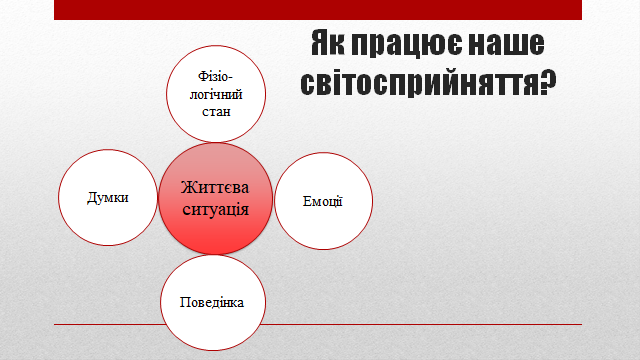 Як працює наше
світосприйняття?
Фізіо-
логічний
стан
Думки
Життєва
ситуація
Емоції
Поведінка